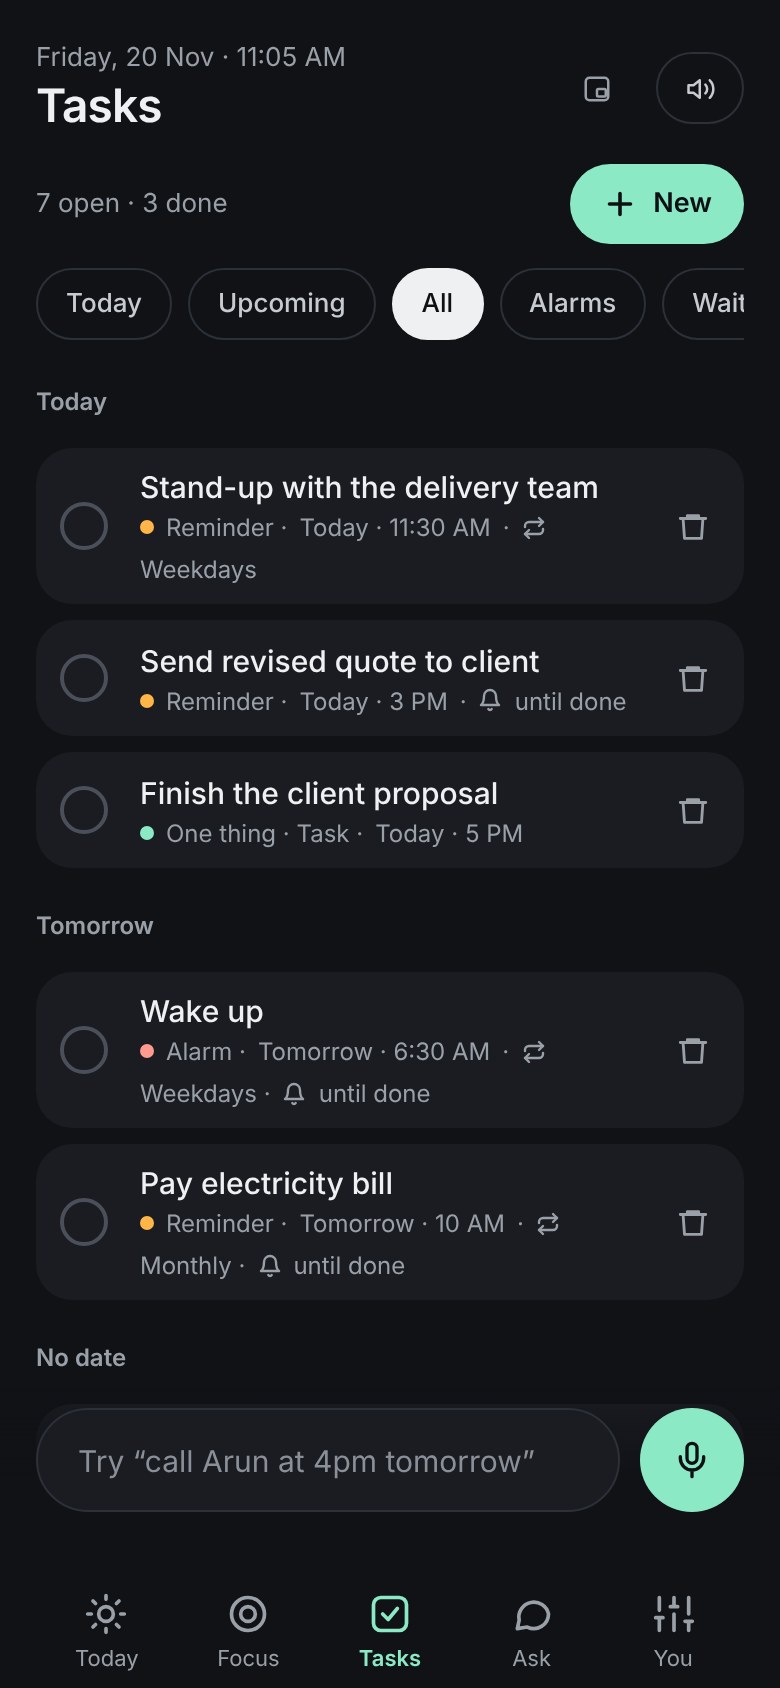 Friday, 20 Nov · 11:05 AM
Tasks
7 open · 3 done
New
Today
Upcoming
All
Alarms
Wait
Today
Stand-up with the delivery team
Reminder · Today · 11:30 AM ·
Weekdays
Send revised quote to client
Reminder · Today · 3 PM · until done
Finish the client proposal
One thing · Task · Today · 5 PM
Tomorrow
Wake up
Alarm · Tomorrow · 6:30 AM ·
Weekdays · until done
Pay electricity bill
Reminder · Tomorrow · 10 AM ·
Monthly · until done
No date
Try “call Arun at 4pm tomorrow”
Today
Focus
Tasks
Ask
You